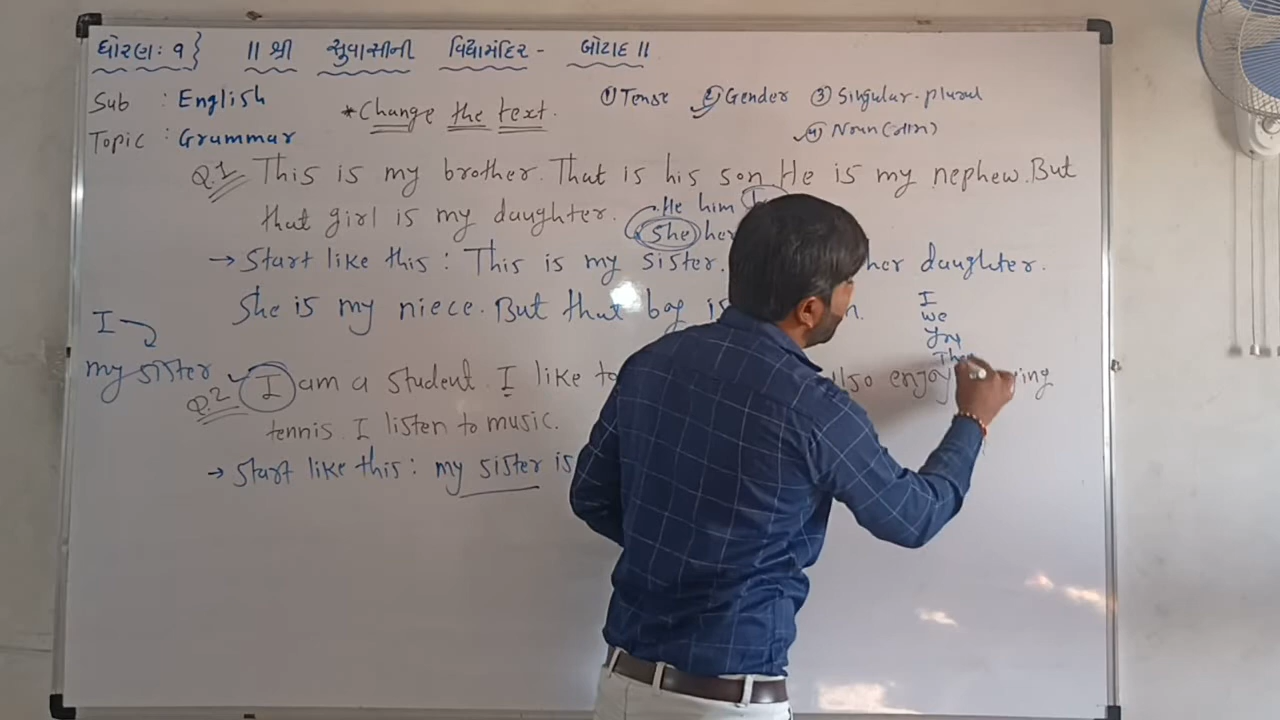 ધોરણ: ૧} ॥ શ્રી સુવાસીની વિદ્યામંદિર - બોટાદ ॥
Sub : English
Topic : Grammar
*Change the text.
① Tense ② Gender ③ Singular-plural
④ Noun (નામ)
Q.1 This is my brother. That is his son He is my nephew. But
that girl is my daughter.
He him
She her
→ Start like this : This is my sister. her daughter.
She is my niece. But that boy is
I
my sister
I
we
You
They
Q.2 I am a student. I like to also enjoy
tennis. I listen to music.
→ Start like this : my sister is